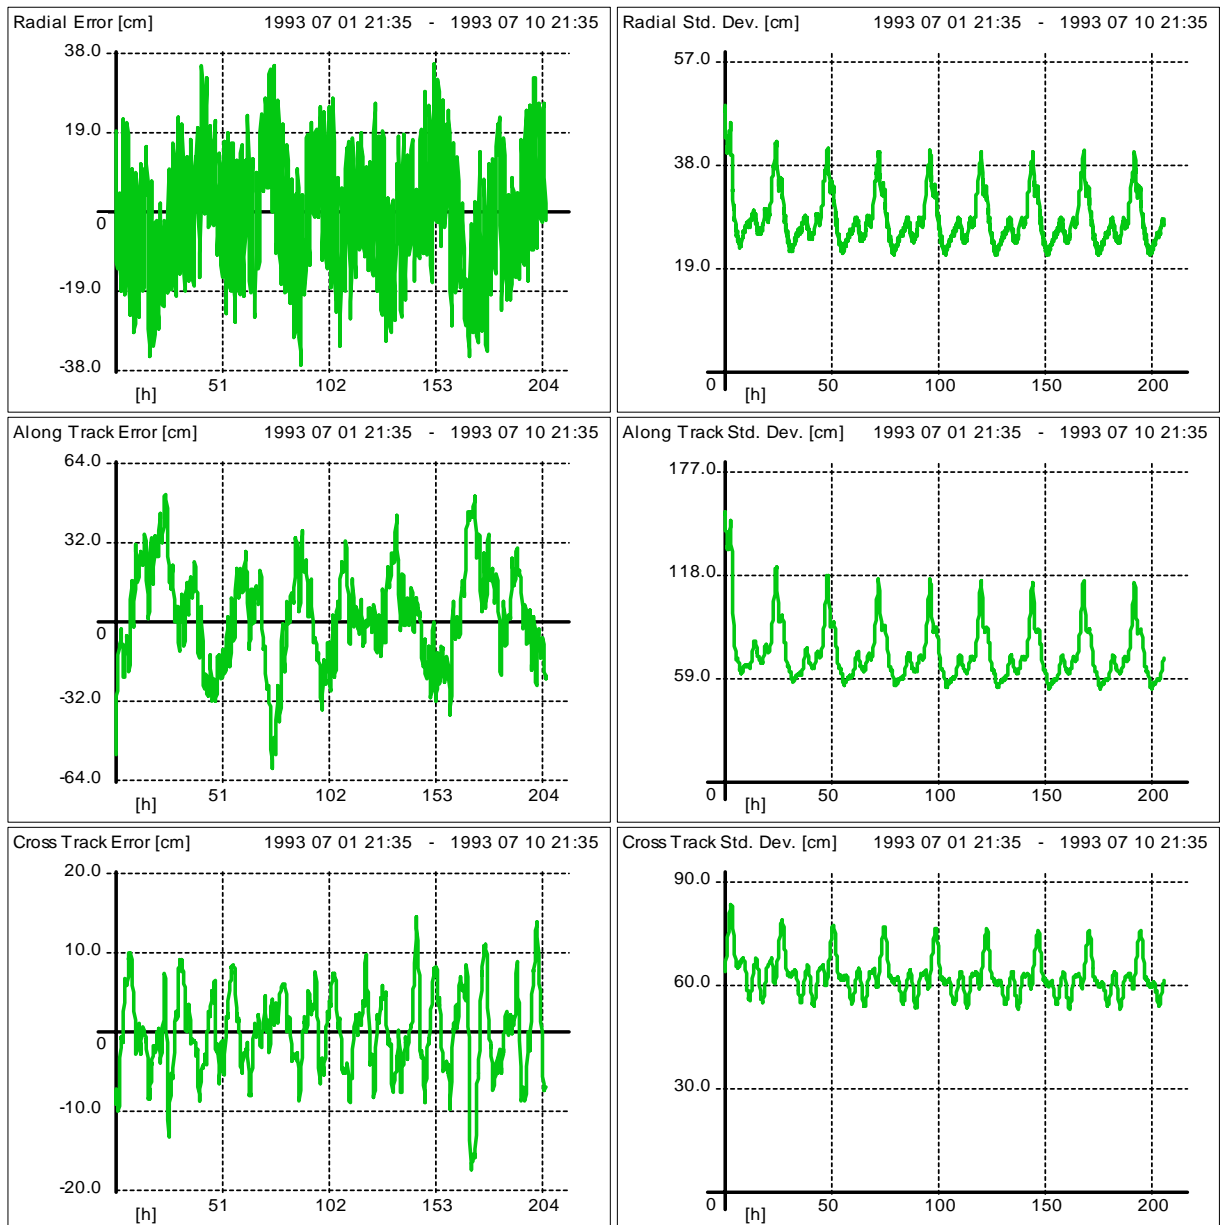 Radial Error [cm] 1993 07 01 21:35 - 1993 07 10 21:35
38.0
19.0
0
-19.0
-38.0
51 102 153 204
[h]
Radial Std. Dev. [cm] 1993 07 01 21:35 - 1993 07 10 21:35
57.0
38.0
19.0
0 50 100 150 200
[h]
Along Track Error [cm] 1993 07 01 21:35 - 1993 07 10 21:35
64.0
32.0
0
-32.0
-64.0
51 102 153 204
[h]
Along Track Std. Dev. [cm] 1993 07 01 21:35 - 1993 07 10 21:35
177.0
118.0
59.0
0 50 100 150 200
[h]
Cross Track Error [cm] 1993 07 01 21:35 - 1993 07 10 21:35
20.0
10.0
0
-10.0
-20.0
51 102 153 204
[h]
Cross Track Std. Dev. [cm] 1993 07 01 21:35 - 1993 07 10 21:35
90.0
60.0
30.0
0 50 100 150 200
[h]